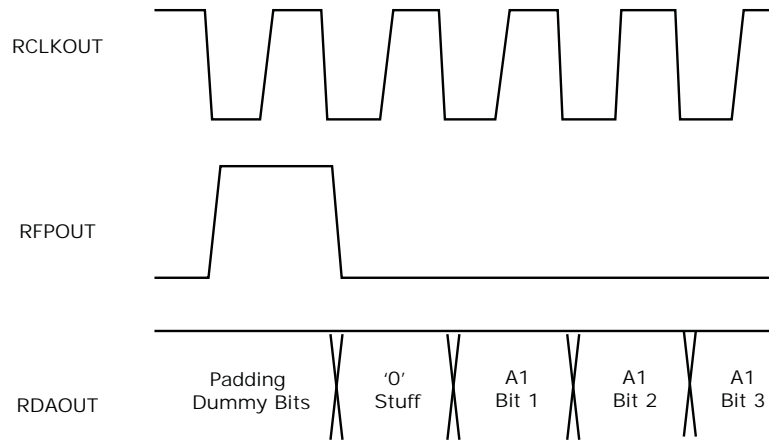 RCLKOUT
RFPOUT
RDAOUT
Padding
Dummy Bits
‘0’
Stuff
A1
Bit 1
A1
Bit 2
A1
Bit 3